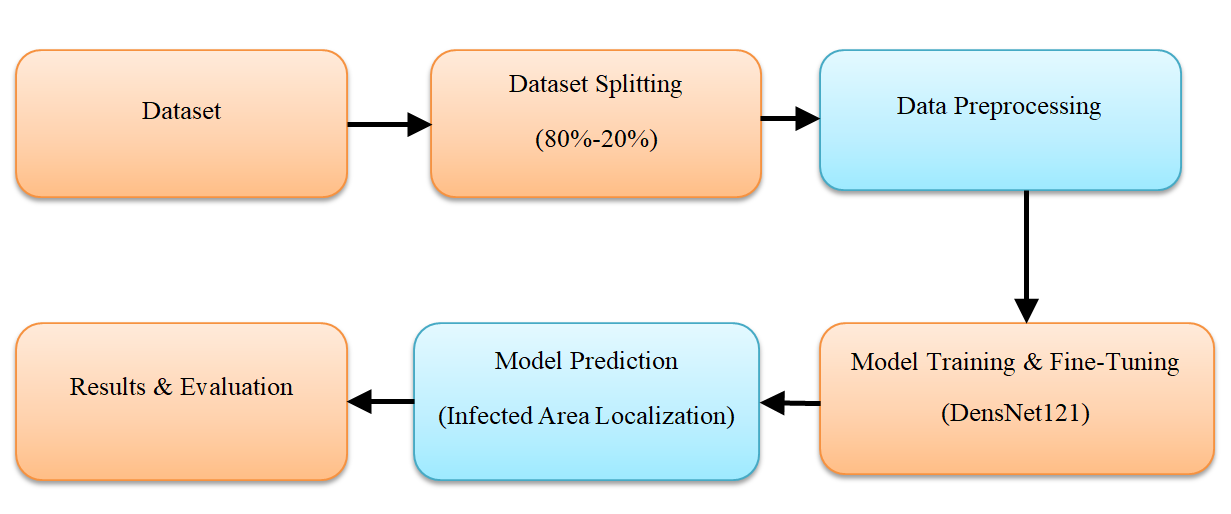 Dataset
Dataset Splitting
(80%-20%)
Data Preprocessing
Model Training & Fine-Tuning
(DensNet121)
Model Prediction
(Infected Area Localization)
Results & Evaluation